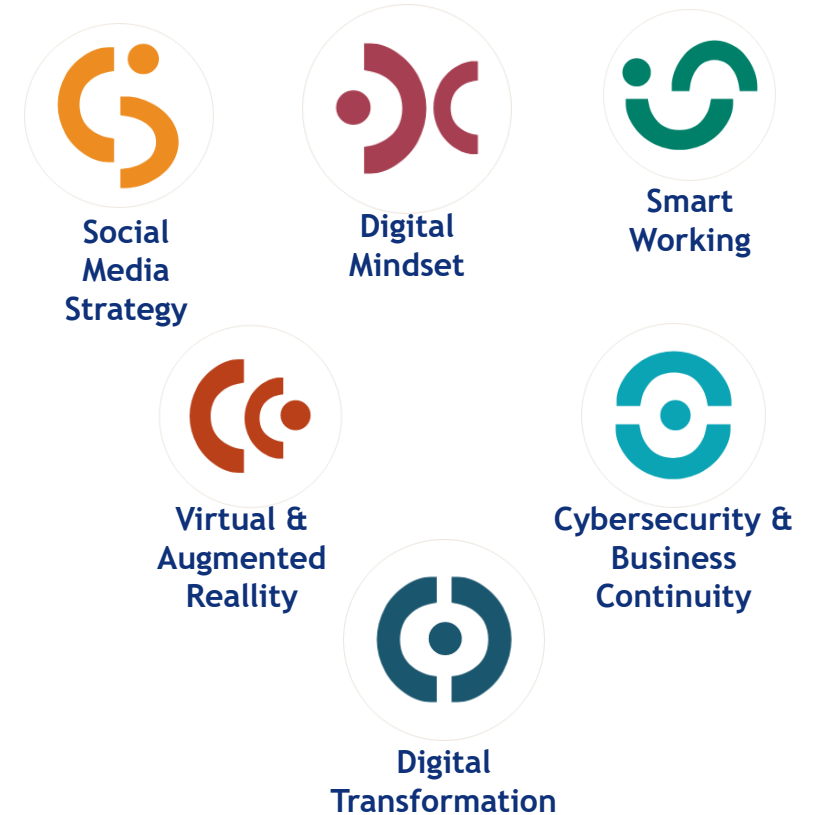 Social
Media
Strategy
Digital
Mindset
Smart
Working
Virtual &
Augmented
Reallity
Cybersecurity &
Business
Continuity
Digital
Transformation